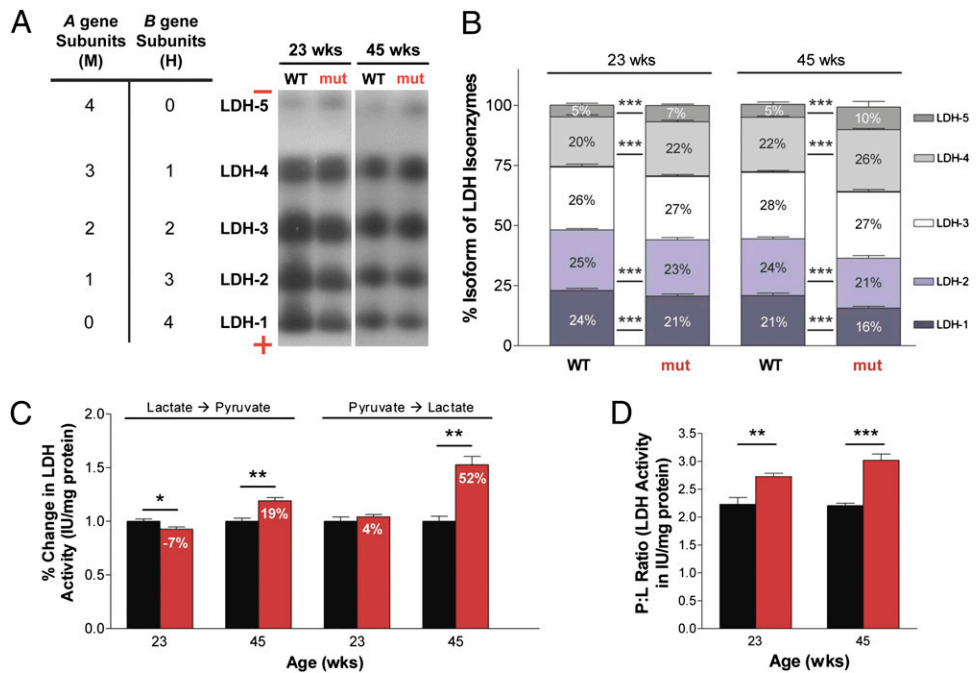 A
A gene
Subunits
(M)
B gene
Subunits
(H)
23 wks
45 wks
WT mut WT mut
−
4 0 LDH-5
3 1 LDH-4
2 2 LDH-3
1 3 LDH-2
0 4 LDH-1
+
B
23 wks 45 wks
% Isoform of LDH Isoenzymes
100
75
50
25
0
5% *** 7% 5% *** 10%
20% *** 22% 22% *** 26%
26% 27% 28% 27%
25% *** 23% 24% *** 21%
24% *** 21% 21% *** 16%
WT mut WT mut
LDH-5
LDH-4
LDH-3
LDH-2
LDH-1
C
Lactate → Pyruvate Pyruvate → Lactate
% Change in LDH
Activity (IU/mg protein)
2.0
1.5
1.0
0.5
0.0
* ** **
-7% 19% 4% 52%
23 45 23 45
Age (wks)
D
P:L Ratio (LDH Activity
in IU/mg protein)
3.5
3.0
2.5
2.0
1.5
1.0
0.5
0.0
** ***
23 45
Age (wks)